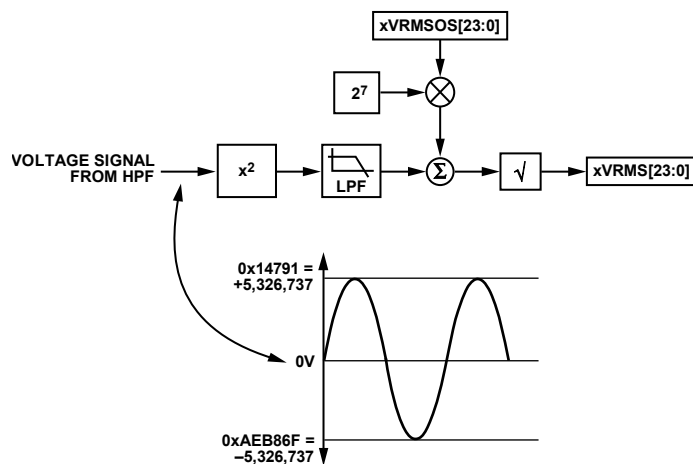 xVRMSOS[23:0]
2⁷
VOLTAGE SIGNAL
FROM HPF
x²
LPF
Σ
√
xVRMS[23:0]
0x14791 =
+5,326,737
0V
0xAEB86F =
–5,326,737